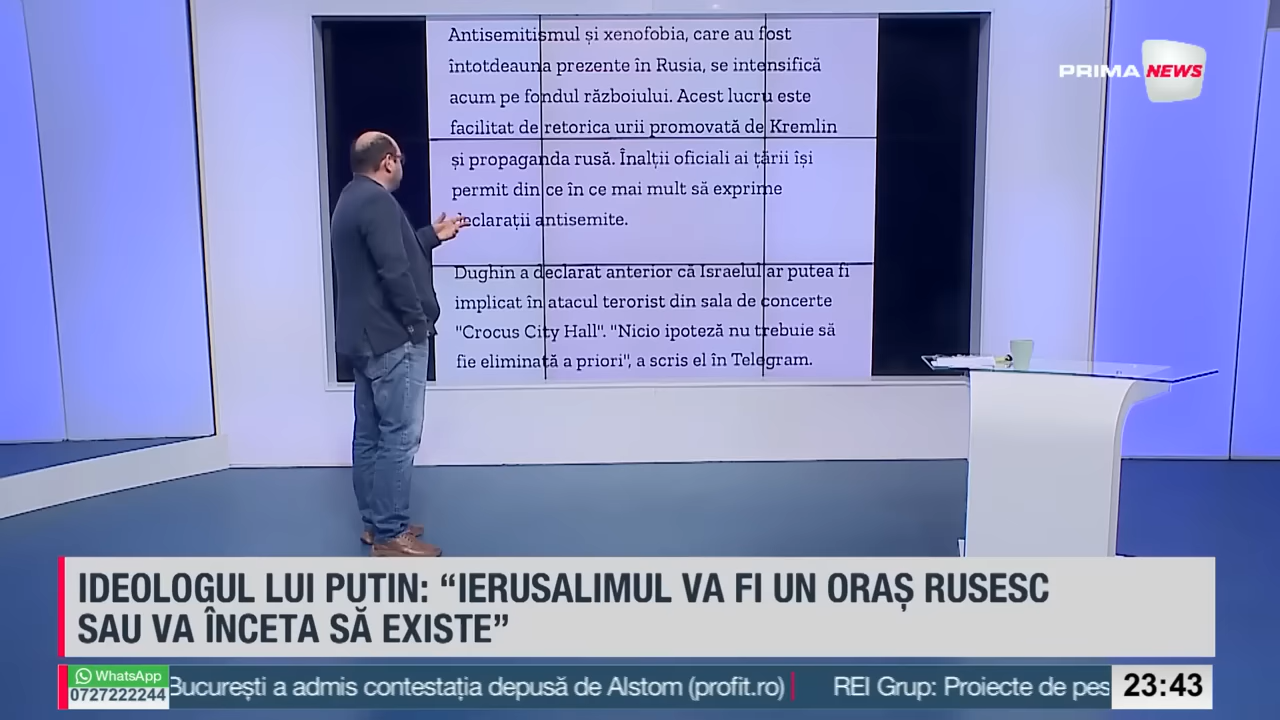 Antisemitismul și xenofobia, care au fost
întotdeauna prezente în Rusia, se intensifică
acum pe fondul războiului. Acest lucru este
facilitat de retorica urii promovată de Kremlin
și propaganda rusă. Înalții oficiali ai țării își
permit din ce în ce mai mult să exprime
declarații antisemite.
Dughin a declarat anterior că Israelul ar putea fi
implicat în atacul terorist din sala de concerte
"Crocus City Hall". "Nicio ipoteză nu trebuie să
fie eliminată a priori", a scris el în Telegram.
PRIMA NEWS
IDEOLOGUL LUI PUTIN: “IERUSALIMUL VA FI UN ORAȘ RUSESC
SAU VA ÎNCETA SĂ EXISTE”
WhatsApp
0727222244
București a admis contestația depusă de Alstom (profit.ro) | REI Grup: Proiecte de pes
23:43